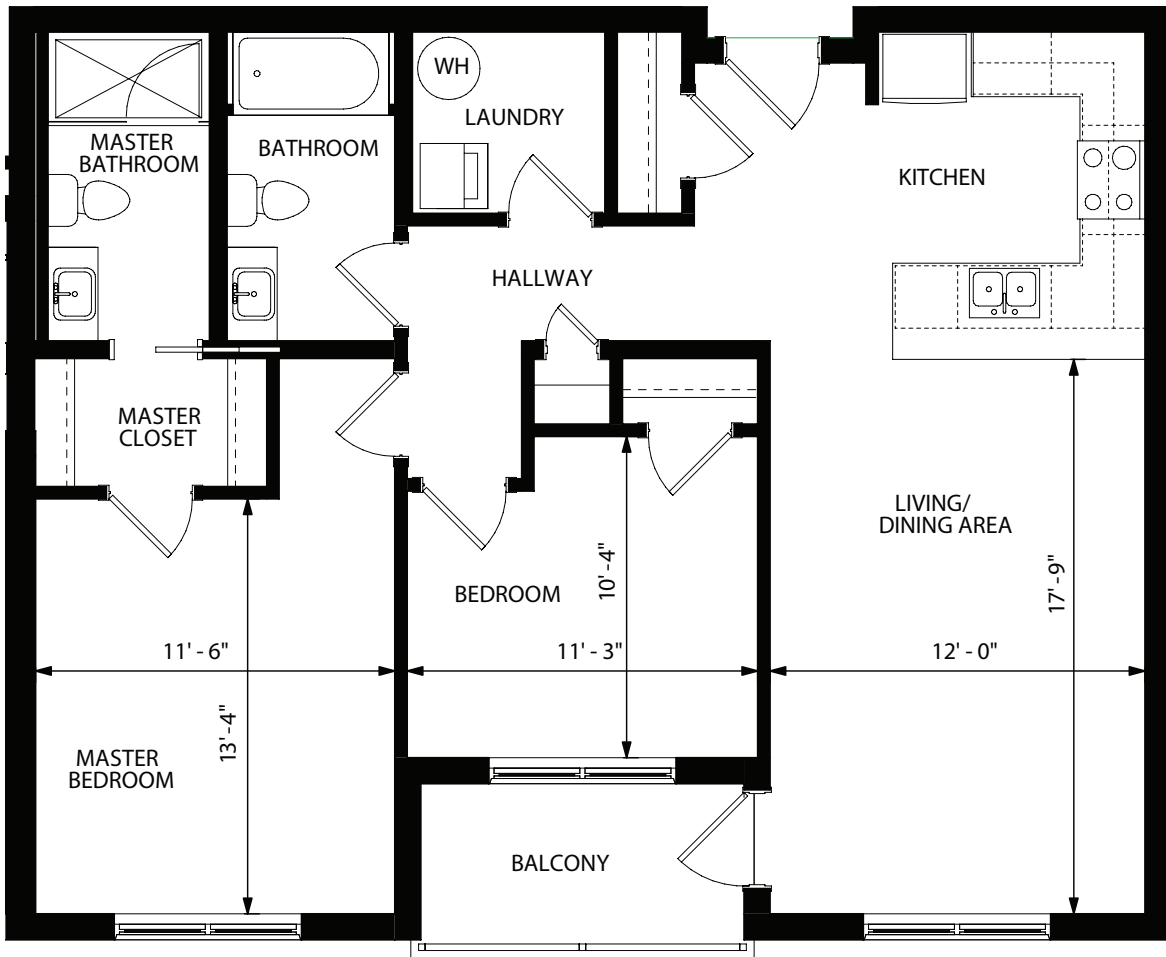 WH
LAUNDRY
MASTER
BATHROOM
BATHROOM
KITCHEN
HALLWAY
MASTER
CLOSET
LIVING/
DINING AREA
BEDROOM
10' -4"
17' -9"
11' - 6"
11' - 3"
12' - 0"
13' -4"
MASTER
BEDROOM
BALCONY